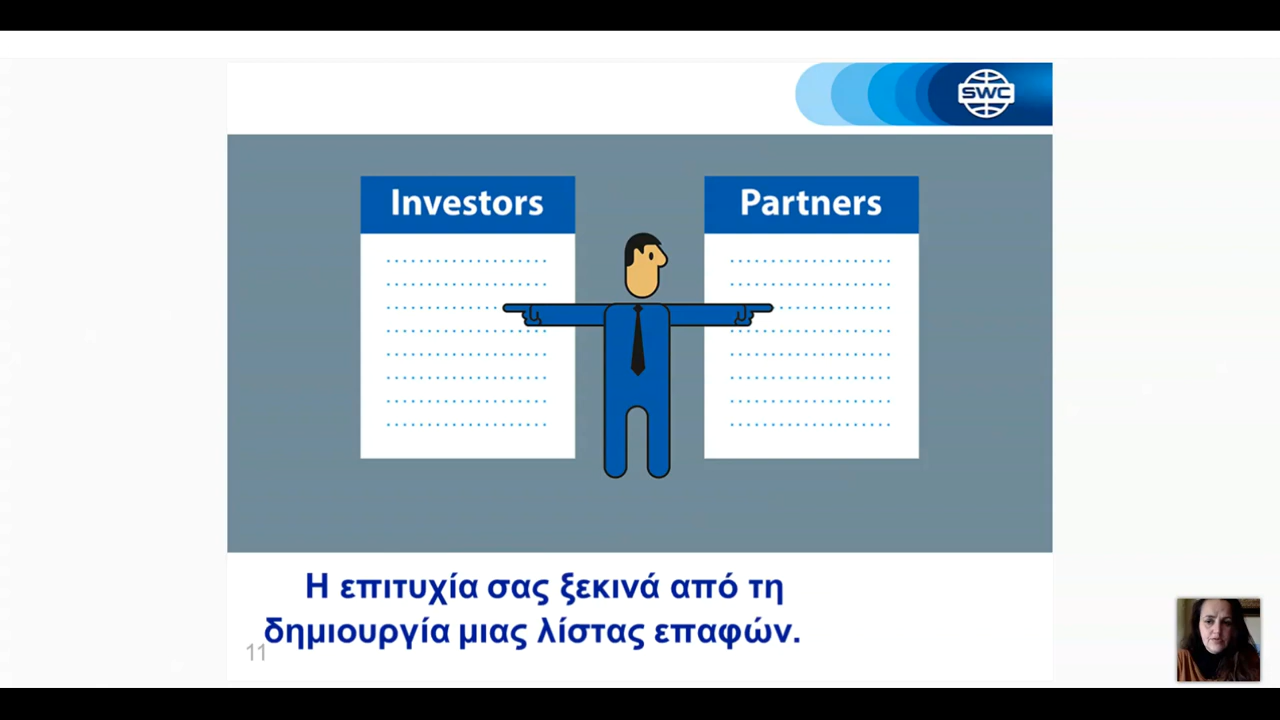 SWC
Investors
Partners
Η επιτυχία σας ξεκινά από τη
δημιουργία μιας λίστας επαφών.
11